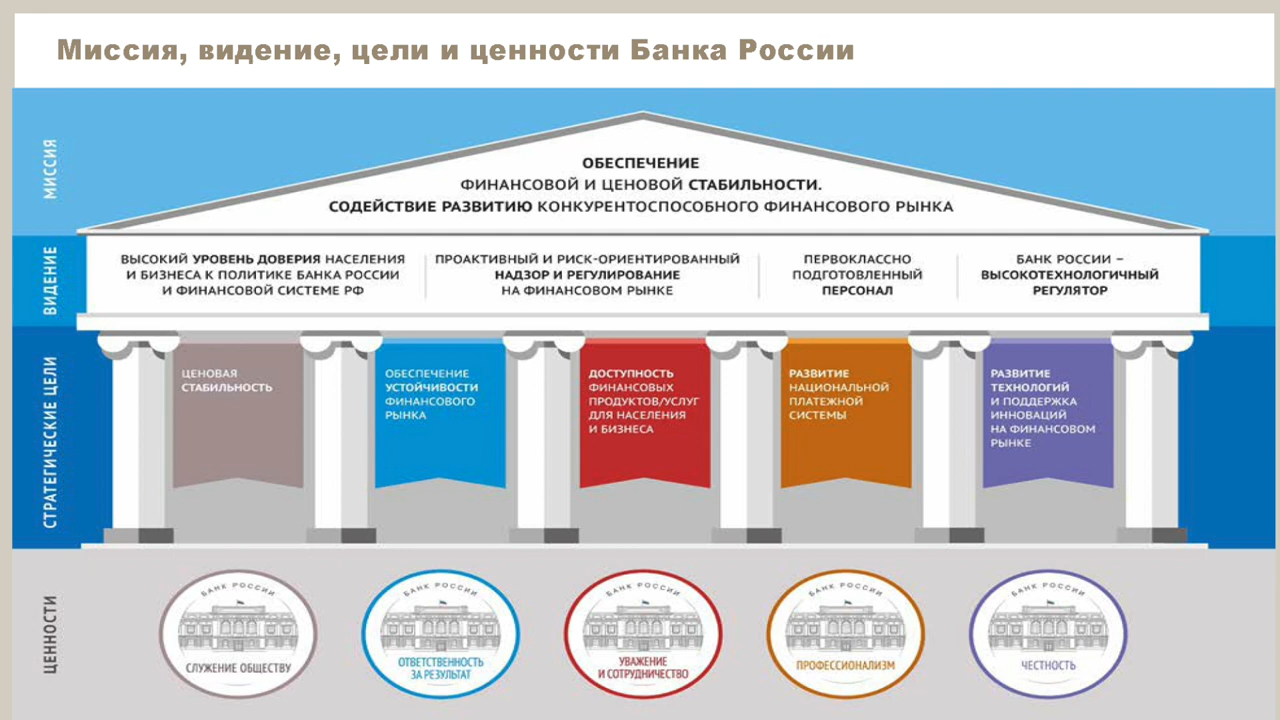 Миссия, видение, цели и ценности Банка России
МИССИЯ
ОБЕСПЕЧЕНИЕ
ФИНАНСОВОЙ И ЦЕНОВОЙ СТАБИЛЬНОСТИ.
СОДЕЙСТВИЕ РАЗВИТИЮ КОНКУРЕНТОСПОСОБНОГО ФИНАНСОВОГО РЫНКА
ВИДЕНИЕ
ВЫСОКИЙ УРОВЕНЬ ДОВЕРИЯ НАСЕЛЕНИЯ
И БИЗНЕСА К ПОЛИТИКЕ БАНКА РОССИИ
И ФИНАНСОВОЙ СИСТЕМЕ РФ
ПРОАКТИВНЫЙ И РИСК-ОРИЕНТИРОВАННЫЙ
НАДЗОР И РЕГУЛИРОВАНИЕ
НА ФИНАНСОВОМ РЫНКЕ
ПЕРВОКЛАССНО
ПОДГОТОВЛЕННЫЙ
ПЕРСОНАЛ
БАНК РОССИИ –
ВЫСОКОТЕХНОЛОГИЧНЫЙ
РЕГУЛЯТОР
СТРАТЕГИЧЕСКИЕ ЦЕЛИ
ЦЕНОВАЯ
СТАБИЛЬНОСТЬ
ОБЕСПЕЧЕНИЕ
УСТОЙЧИВОСТИ
ФИНАНСОВОГО
РЫНКА
ДОСТУПНОСТЬ
ФИНАНСОВЫХ
ПРОДУКТОВ/УСЛУГ
ДЛЯ НАСЕЛЕНИЯ
И БИЗНЕСА
РАЗВИТИЕ
НАЦИОНАЛЬНОЙ
ПЛАТЕЖНОЙ
СИСТЕМЫ
РАЗВИТИЕ
ТЕХНОЛОГИЙ
И ПОДДЕРЖКА
ИННОВАЦИЙ
НА ФИНАНСОВОМ
РЫНКЕ
ЦЕННОСТИ
БАНК РОССИИ
СЛУЖЕНИЕ ОБЩЕСТВУ
БАНК РОССИИ
ОТВЕТСТВЕННОСТЬ
ЗА РЕЗУЛЬТАТ
БАНК РОССИИ
УВАЖЕНИЕ
И СОТРУДНИЧЕСТВО
БАНК РОССИИ
ПРОФЕССИОНАЛИЗМ
БАНК РОССИИ
ЧЕСТНОСТЬ